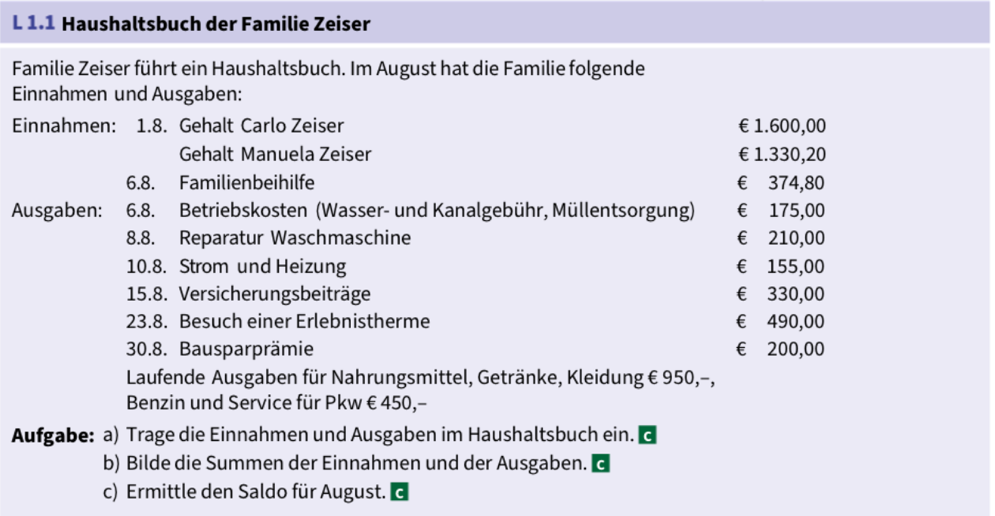 L 1.1 Haushaltsbuch der Familie Zeiser
Familie Zeiser führt ein Haushaltsbuch. Im August hat die Familie folgende
Einnahmen und Ausgaben:
Einnahmen: 1.8. Gehalt Carlo Zeiser € 1.600,00
Gehalt Manuela Zeiser € 1.330,20
6.8. Familienbeihilfe € 374,80
Ausgaben: 6.8. Betriebskosten (Wasser- und Kanalgebühr, Müllentsorgung) € 175,00
8.8. Reparatur Waschmaschine € 210,00
10.8. Strom und Heizung € 155,00
15.8. Versicherungsbeiträge € 330,00
23.8. Besuch einer Erlebnistherme € 490,00
30.8. Bausparprämie € 200,00
Laufende Ausgaben für Nahrungsmittel, Getränke, Kleidung € 950,–,
Benzin und Service für Pkw € 450,–
Aufgabe: a) Trage die Einnahmen und Ausgaben im Haushaltsbuch ein. c
b) Bilde die Summen der Einnahmen und der Ausgaben. c
c) Ermittle den Saldo für August. c